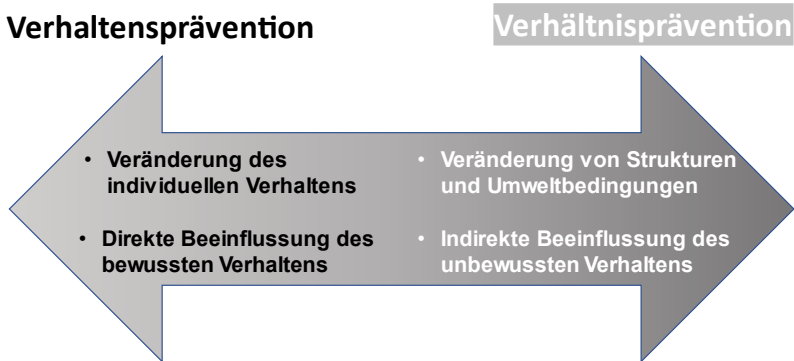 Verhaltensprävention
Verhältnisprävention
• Veränderung des
individuellen Verhaltens
• Direkte Beeinflussung des
bewussten Verhaltens
• Veränderung von Strukturen
und Umweltbedingungen
• Indirekte Beeinflussung des
unbewussten Verhaltens